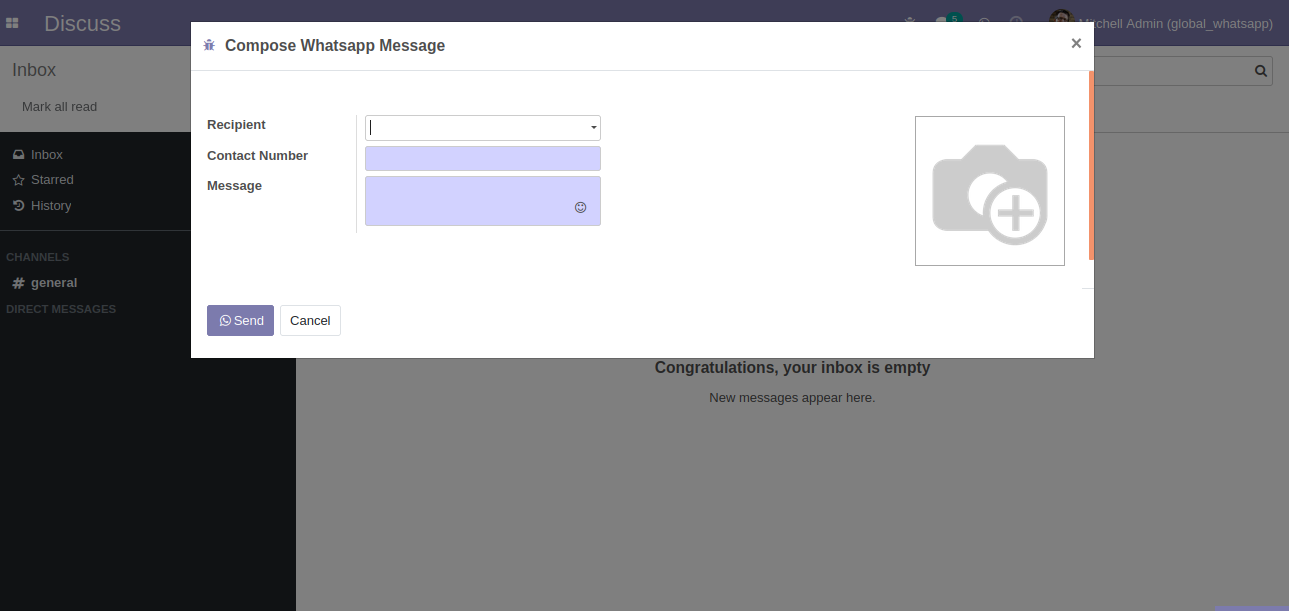 Discuss
5
Mitchell Admin (global_whatsapp)
Compose Whatsapp Message
×
Inbox
Mark all read
Inbox
Starred
History
CHANNELS
# general
DIRECT MESSAGES
Recipient
Contact Number
Message
Send
Cancel
Congratulations, your inbox is empty
New messages appear here.